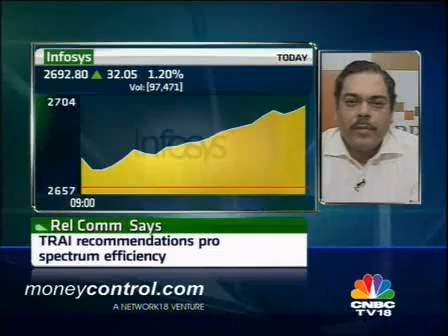 Infosys
TODAY
2692.80 ▲ 32.05 1.20%
Vol: [97,471]
2704
Infosys
2657
09:00
Rel Comm Says
TRAI recommendations pro
spectrum efficiency
moneycontrol.com
A NETWORK18 VENTURE
CNBC
TV18